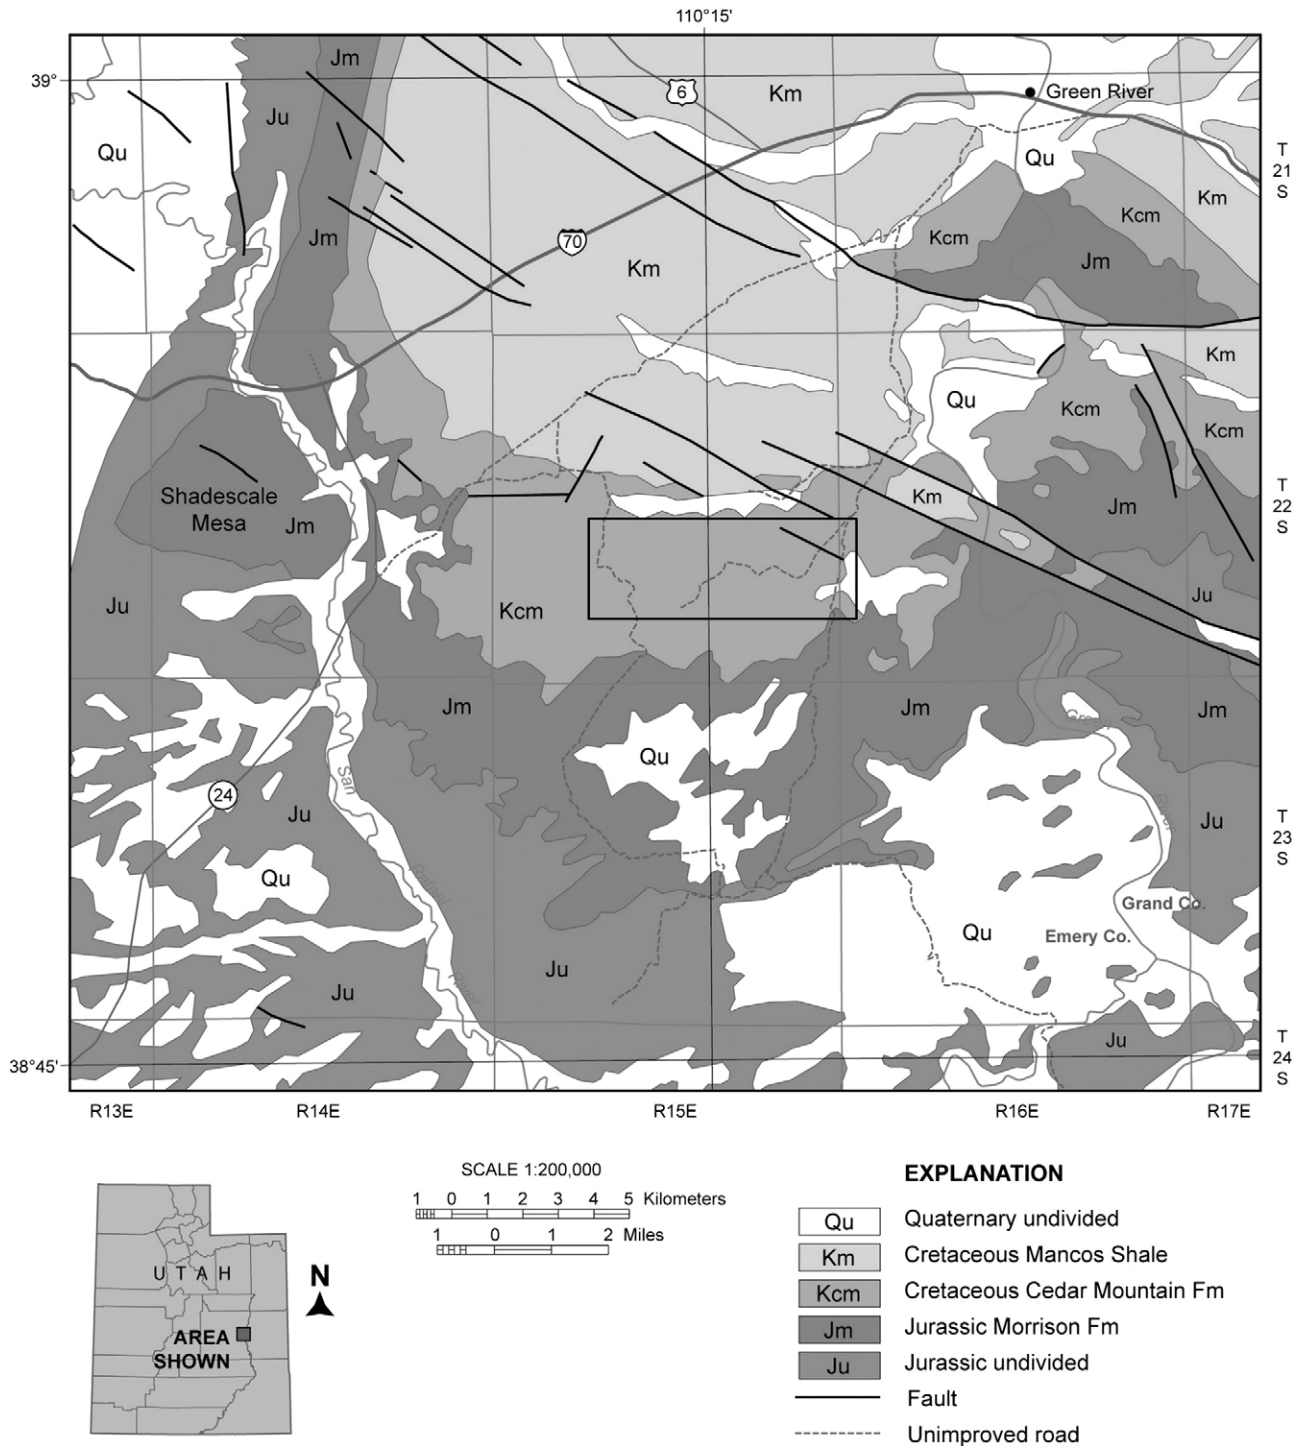 110°15'
39°
Jm
6
Km
Green River
Ju
Qu
Qu
T
21
S
Km
Kcm
Kcm
Jm
Jm
70
Km
Km
Qu
Kcm
Kcm
Shadescale
Mesa
Jm
Km
Jm
T
22
S
Ju
Kcm
Ju
Jm
Jm
Jm
Green
Qu
San
24
River
Ju
Ju
T
23
S
Qu
Rafael
Grand Co.
Qu
Emery Co.
Ju
River
Ju
Ju
T
24
S
38°45'
R13E
R14E
R15E
R16E
R17E
SCALE 1:200,000
1 0 1 2 3 4 5 Kilometers
1 0 1 2 Miles
UTAH
AREA
SHOWN
N
EXPLANATION
Qu Quaternary undivided
Km Cretaceous Mancos Shale
Kcm Cretaceous Cedar Mountain Fm
Jm Jurassic Morrison Fm
Ju Jurassic undivided
Fault
Unimproved road